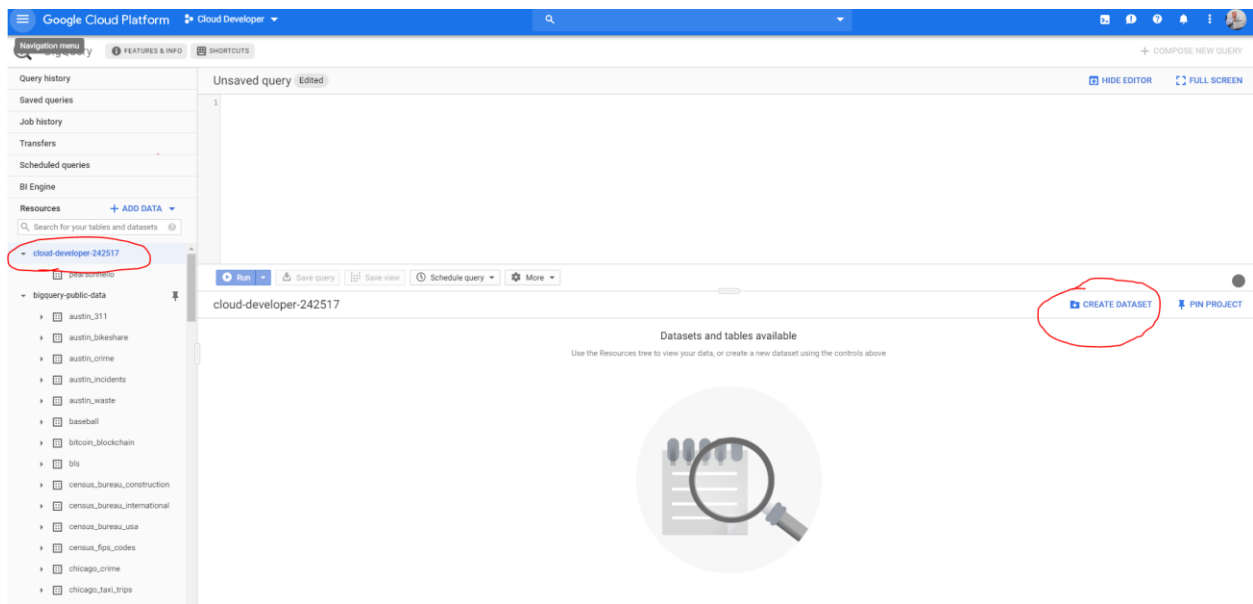 Google Cloud Platform Cloud Developer
Navigation menu
FEATURES & INFO SHORTCUTS
+ COMPOSE NEW QUERY
Query history
Saved queries
Job history
Transfers
Scheduled queries
BI Engine
Resources + ADD DATA
Search for your tables and datasets
cloud-developer-242517
pearsonhello
bigquery-public-data
austin_311
austin_bikeshare
austin_crime
austin_incidents
austin_waste
baseball
bitcoin_blockchain
bls
census_bureau_construction
census_bureau_international
census_bureau_usa
census_fips_codes
chicago_crime
chicago_taxi_trips
Unsaved query Edited
HIDE EDITOR FULL SCREEN
1
Run Save query Save view Schedule query More
cloud-developer-242517
CREATE DATASET PIN PROJECT
Datasets and tables available
Use the Resources tree to view your data, or create a new dataset using the controls above